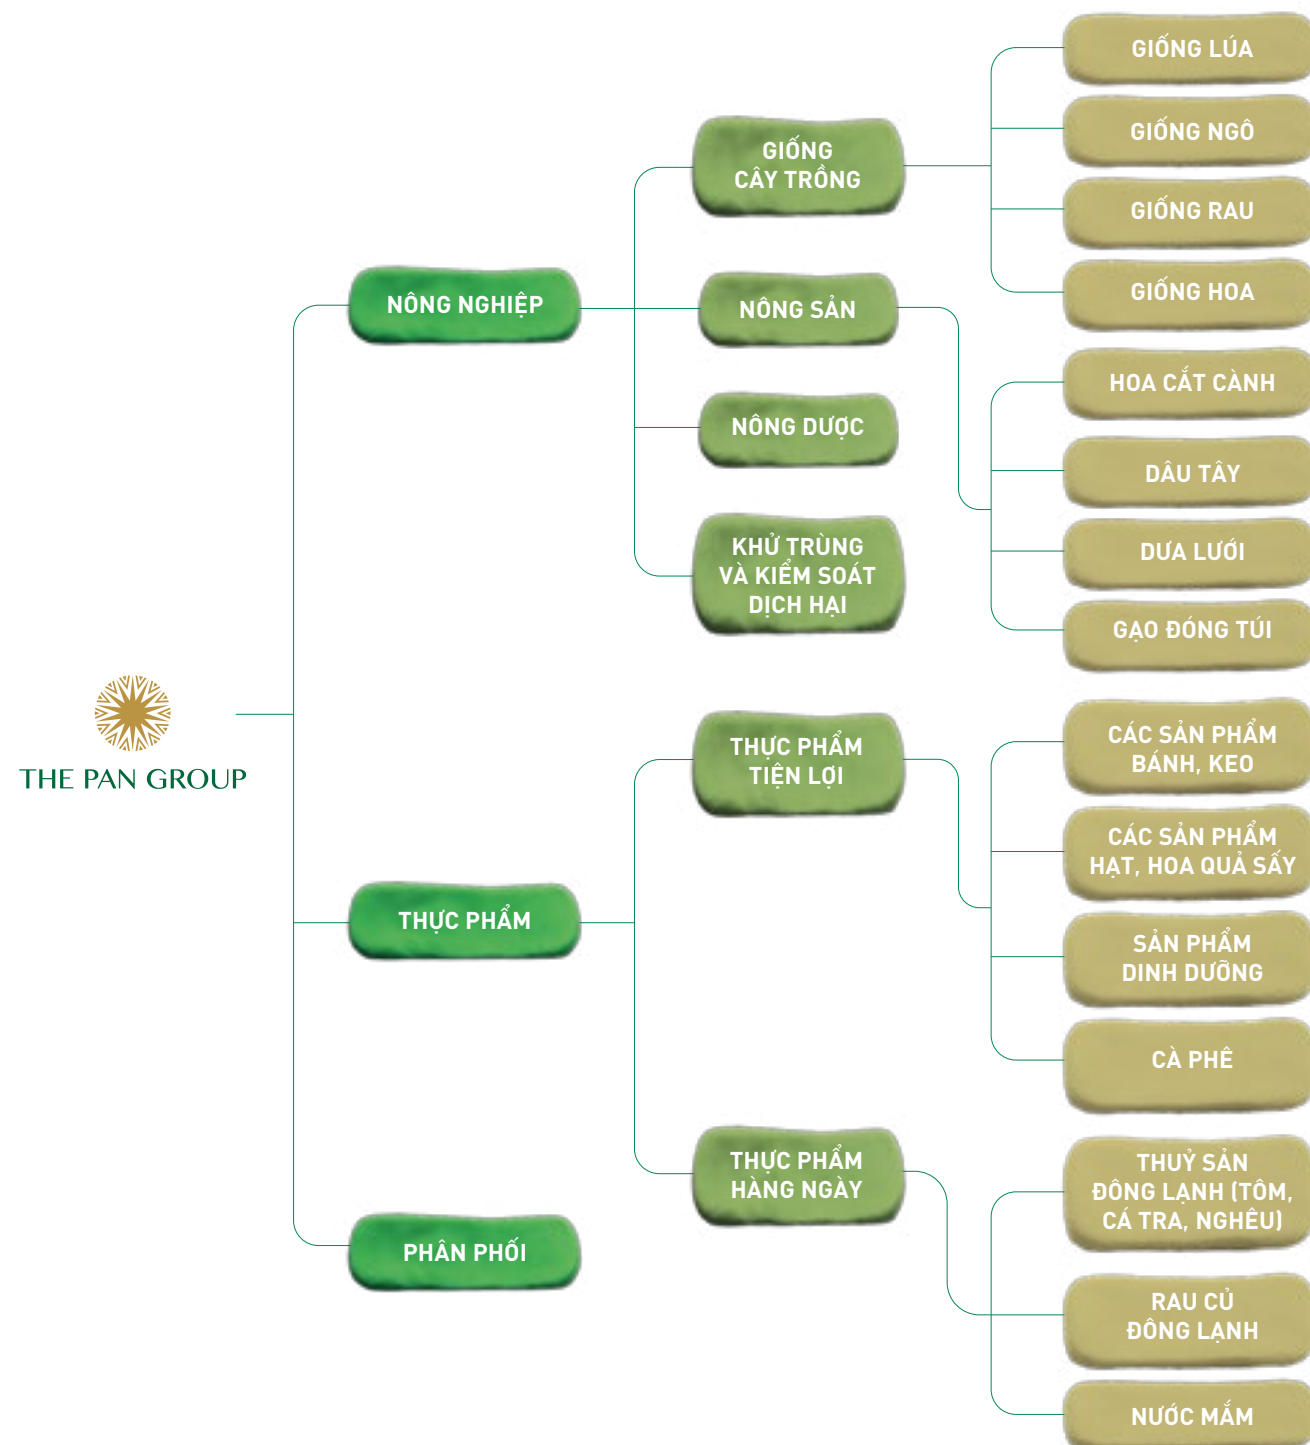 THE PAN GROUP
NÔNG NGHIỆP
THỰC PHẨM
PHÂN PHỐI
GIỐNG
CÂY TRỒNG
NÔNG SẢN
NÔNG DƯỢC
KHỬ TRÙNG
VÀ KIỂM SOÁT
DỊCH HẠI
THỰC PHẨM
TIỆN LỢI
THỰC PHẨM
HÀNG NGÀY
GIỐNG LÚA
GIỐNG NGÔ
GIỐNG RAU
GIỐNG HOA
HOA CẮT CÀNH
DÂU TÂY
DƯA LƯỚI
GẠO ĐÓNG TÚI
CÁC SẢN PHẨM
BÁNH, KẸO
CÁC SẢN PHẨM
HẠT, HOA QUẢ SẤY
SẢN PHẨM
DINH DƯỠNG
CÀ PHÊ
THUỶ SẢN
ĐÔNG LẠNH (TÔM,
CÁ TRA, NGHÊU)
RAU CỦ
ĐÔNG LẠNH
NƯỚC MẮM